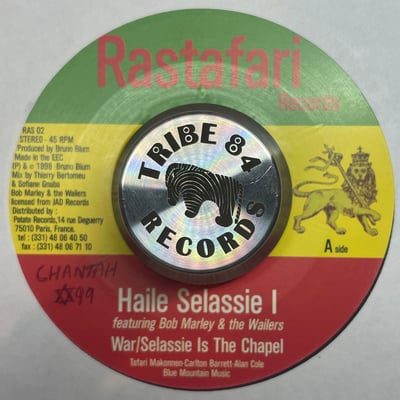 Rastafari
Records
RAS 02
STEREO - 45 RPM
Produced by Bruno Blum
Made in the EEC
(P) & © 1998 Bruno Blum
Mix by Thierry Bertomieu
& Sofiane Gnaba
Bob Marley & the Wailers
licensed from JAD Records
Distributed by :
Patate Records,14 rue Deguerry
75010 Paris, France.
tel : (331) 48 06 40 50
fax : (331) 48 06 71 10
CHANTAH
99
TRIBE 84
RECORDS
A side
Haile Selassie I
featuring Bob Marley & the Wailers
War/Selassie Is The Chapel
Tafari Makonnen-Carlton Barrett-Alan Cole
Blue Mountain Music